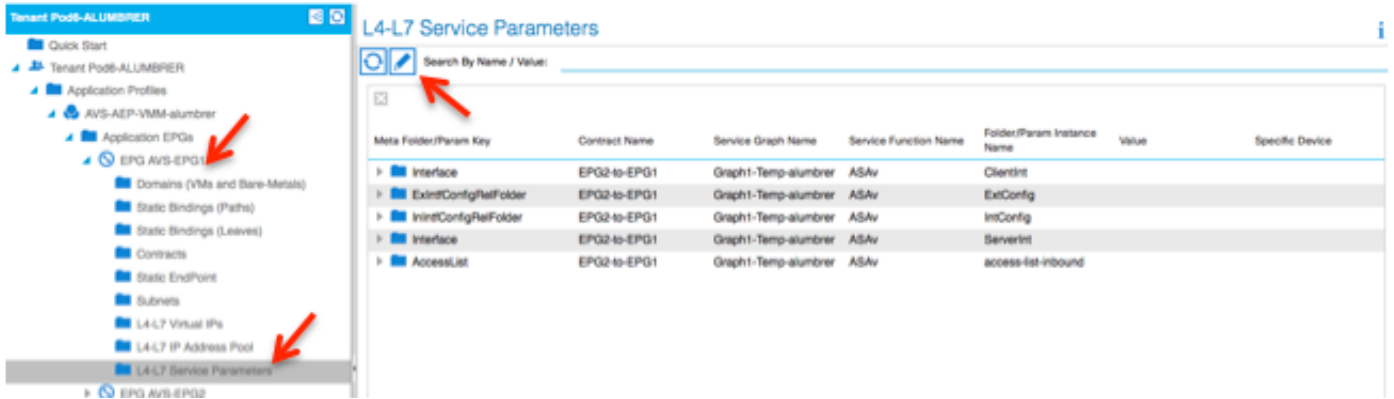 Tenant Pod6-ALUMBRER
Quick Start
Tenant Pod6-ALUMBRER
Application Profiles
AVS-AEP-VMM-alumbrer
Application EPGs
EPG AVS-EPG1
Domains (VMs and Bare-Metals)
Static Bindings (Paths)
Static Bindings (Leaves)
Contracts
Static EndPoint
Subnets
L4-L7 Virtual IPs
L4-L7 IP Address Pool
L4-L7 Service Parameters
EPG AVS-EPG2
L4-L7 Service Parameters
i
Search By Name / Value:
Meta Folder/Param Key Contract Name Service Graph Name Service Function Name Folder/Param Instance Name Value Specific Device
Interface EPG2-to-EPG1 Graph1-Temp-alumbrer ASAv ClientInt
ExIntfConfigRelFolder EPG2-to-EPG1 Graph1-Temp-alumbrer ASAv ExtConfig
InIntfConfigRelFolder EPG2-to-EPG1 Graph1-Temp-alumbrer ASAv IntConfig
Interface EPG2-to-EPG1 Graph1-Temp-alumbrer ASAv ServerInt
AccessList EPG2-to-EPG1 Graph1-Temp-alumbrer ASAv access-list-inbound